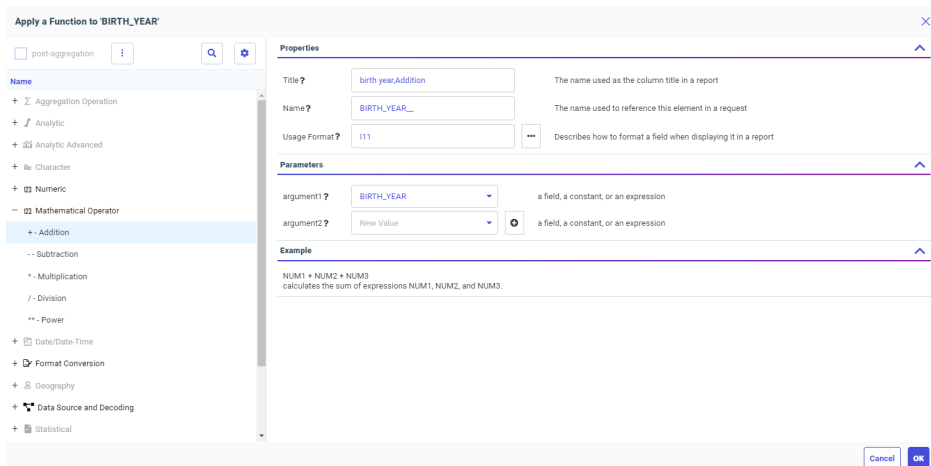 Apply a Function to 'BIRTH_YEAR'
post-aggregation
Name
+ Σ Aggregation Operation
+ ∫ Analytic
+ Analytic Advanced
+ Character
+ Numeric
− Mathematical Operator
+ - Addition
- - Subtraction
* - Multiplication
/ - Division
** - Power
+ Date/Date-Time
+ Format Conversion
+ Geography
+ Data Source and Decoding
+ Statistical
Properties
Title ? birth year,Addition The name used as the column title in a report
Name ? BIRTH_YEAR__ The name used to reference this element in a request
Usage Format ? I11 ... Describes how to format a field when displaying it in a report
Parameters
argument1 ? BIRTH_YEAR a field, a constant, or an expression
argument2 ? New Value a field, a constant, or an expression
Example
NUM1 + NUM2 + NUM3
calculates the sum of expressions NUM1, NUM2, and NUM3.
Cancel OK